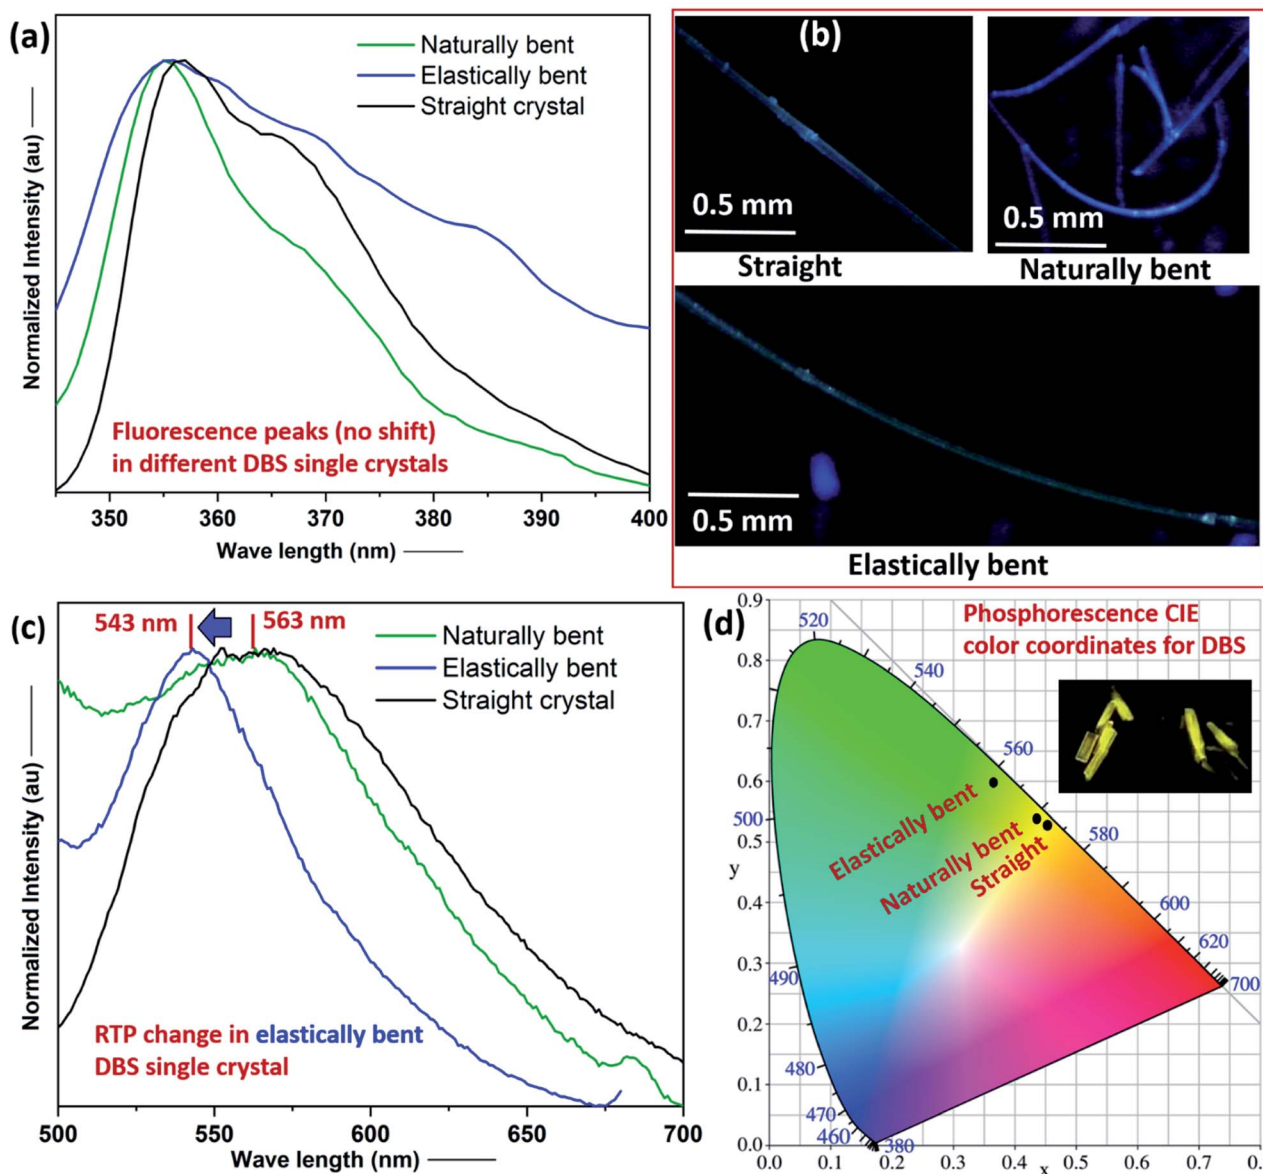 (a)
Naturally bent
Elastically bent
Straight crystal
Normalized Intensity (au)
Fluorescence peaks (no shift)
in different DBS single crystals
350 360 370 380 390 400
Wave length (nm)
(b)
0.5 mm
Straight
0.5 mm
Naturally bent
0.5 mm
Elastically bent
(c)
543 nm
563 nm
Naturally bent
Elastically bent
Straight crystal
Normalized Intensity (au)
RTP change in elastically bent
DBS single crystal
500 550 600 650 700
Wave length (nm)
(d)
Phosphorescence CIE
color coordinates for DBS
0.9
0.8
0.7
0.6
0.5
0.4
0.3
0.2
0.1
0.0
y
520
540
560
580
600
620
700
500
490
480
470
460
380
Elastically bent
Naturally bent
Straight
0.0 0.1 0.2 0.3 0.4 0.5 0.6 0.7
x